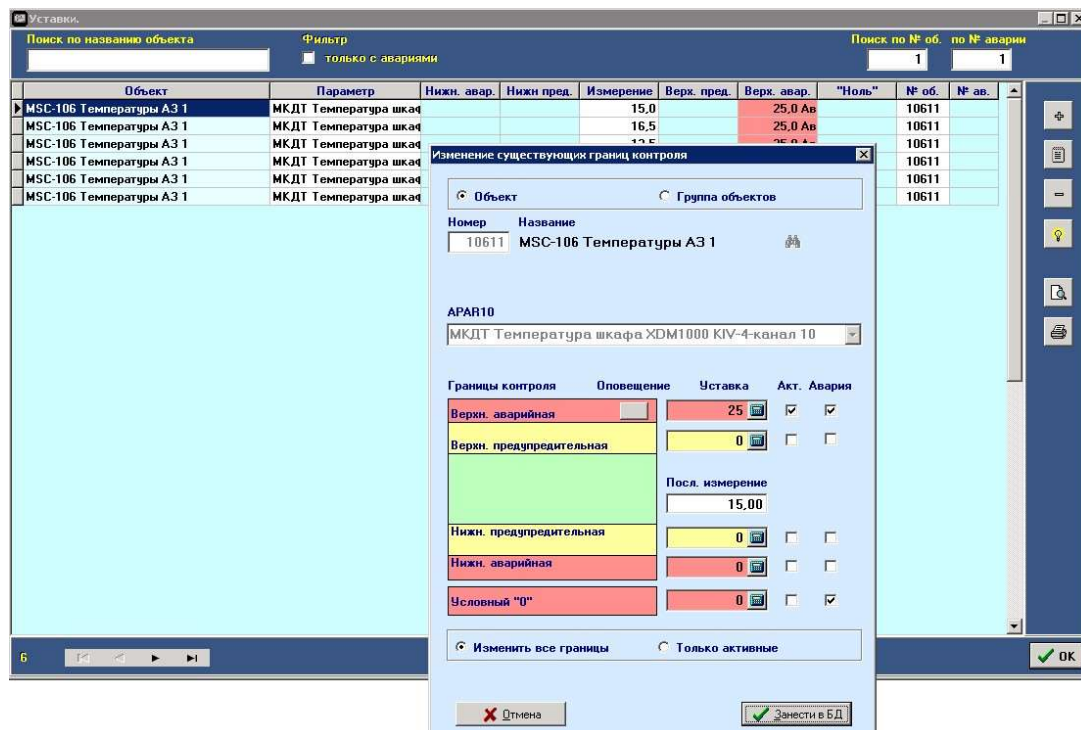 Уставки.
Поиск по названию объекта Фильтр Поиск по № об. по № аварии
только с авариями
1 1
Объект Параметр Нижн. авар. Нижн пред. Измерение Верх. пред. Верх. авар. "Ноль" № об. № ав.
MSC-106 Температуры АЗ 1 МКДТ Температура шкаф 15,0 25,0 Ав 10611
MSC-106 Температуры АЗ 1 МКДТ Температура шкаф 16,5 25,0 Ав 10611
MSC-106 Температуры АЗ 1 МКДТ Температура шкаф 10611
MSC-106 Температуры АЗ 1 МКДТ Температура шкаф 10611
MSC-106 Температуры АЗ 1 МКДТ Температура шкаф 10611
MSC-106 Температуры АЗ 1 МКДТ Температура шкаф 10611
Изменение существующих границ контроля
Объект Группа объектов
Номер Название
10611 MSC-106 Температуры АЗ 1
APAR10
МКДТ Температура шкафа XDM1000 KIV-4-канал 10
Границы контроля Оповещение Уставка Акт. Авария
Верхн. аварийная 25
Верхн. предупредительная 0
Посл. измерение
15,00
Нижн. предупредительная 0
Нижн. аварийная 0
Условный "0" 0
Изменить все границы Только активные
6 OK
Отмена Занести в БД